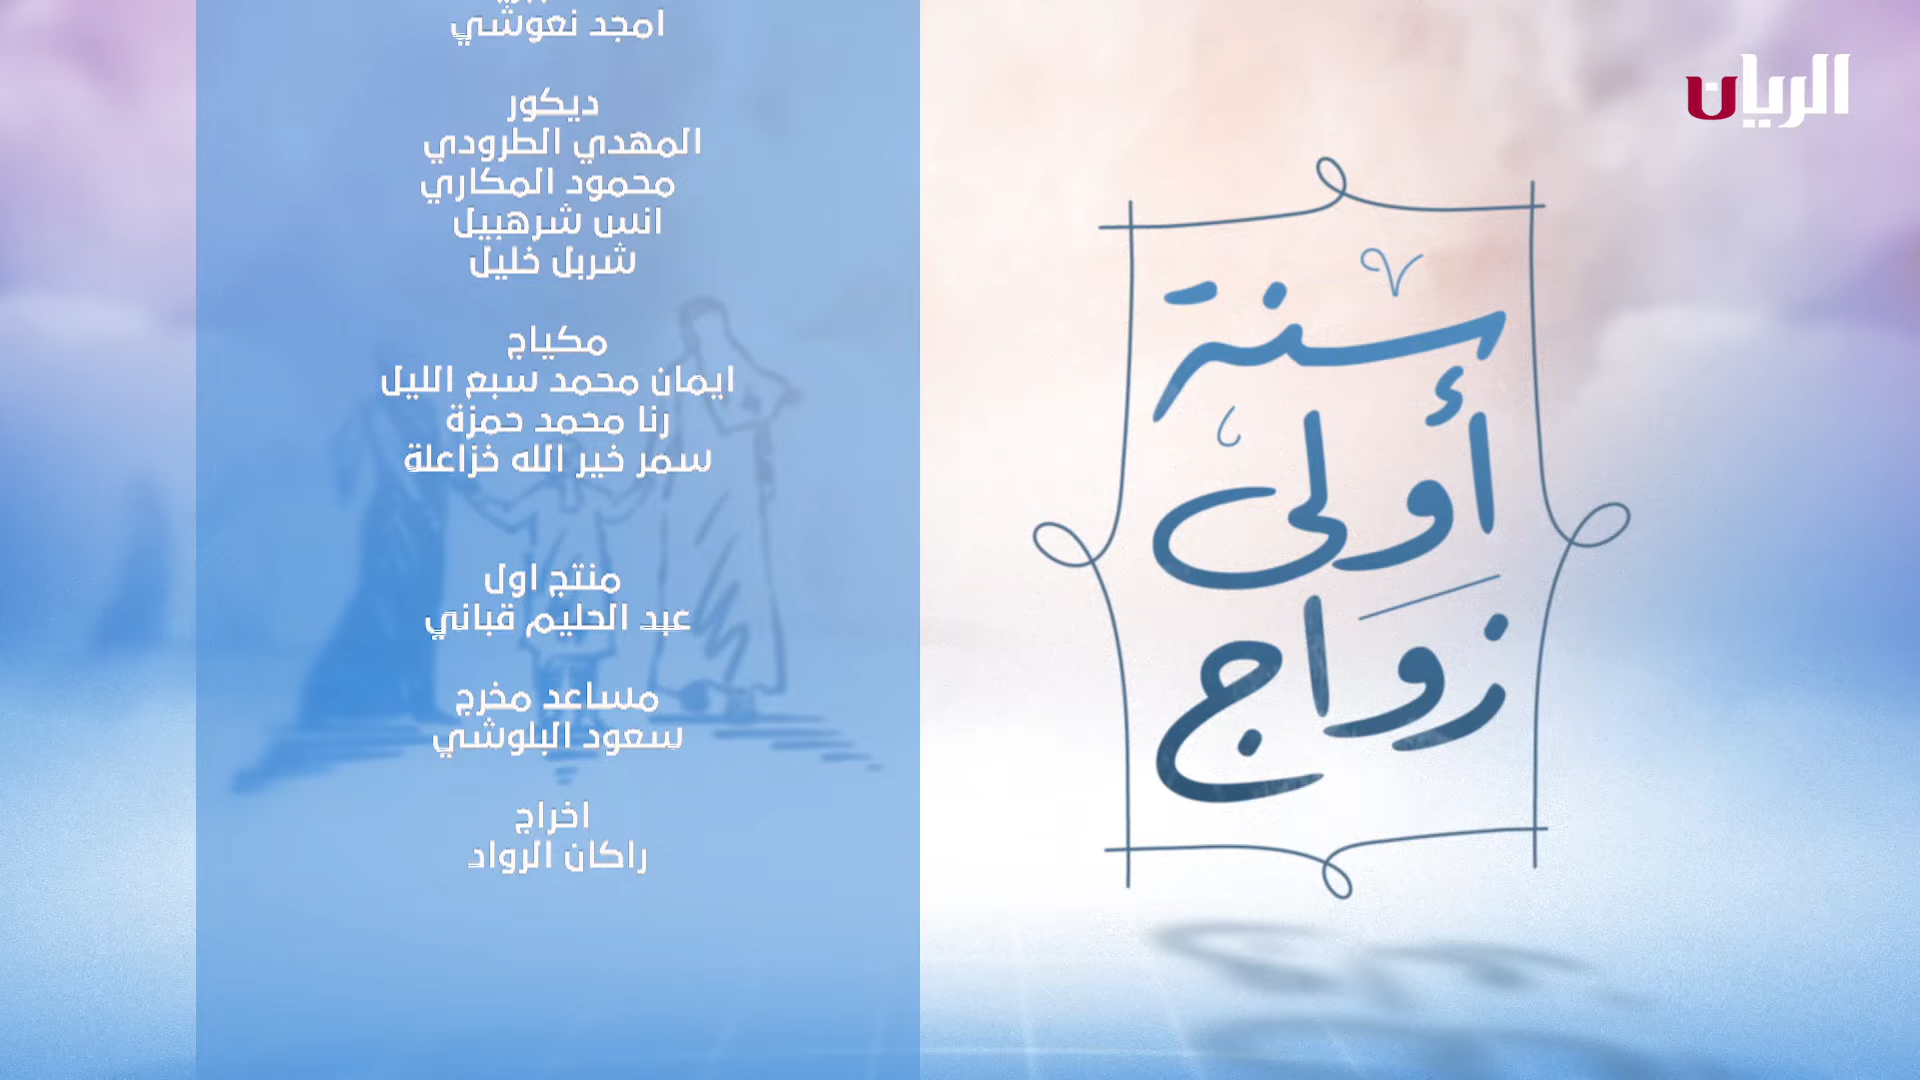 امجد نعوشي
ديكور
المهدي الطرودي
محمود المكاري
انس شرهبيل
شربل خليل
مكياج
ايمان محمد سبع الليل
رنا محمد حمزة
سمر خير الله خزاعلة
منتج اول
عبد الحليم قباني
مساعد مخرج
سعود البلوشي
اخراج
راكان الرواد
الريان
سنة
أولى
زواج